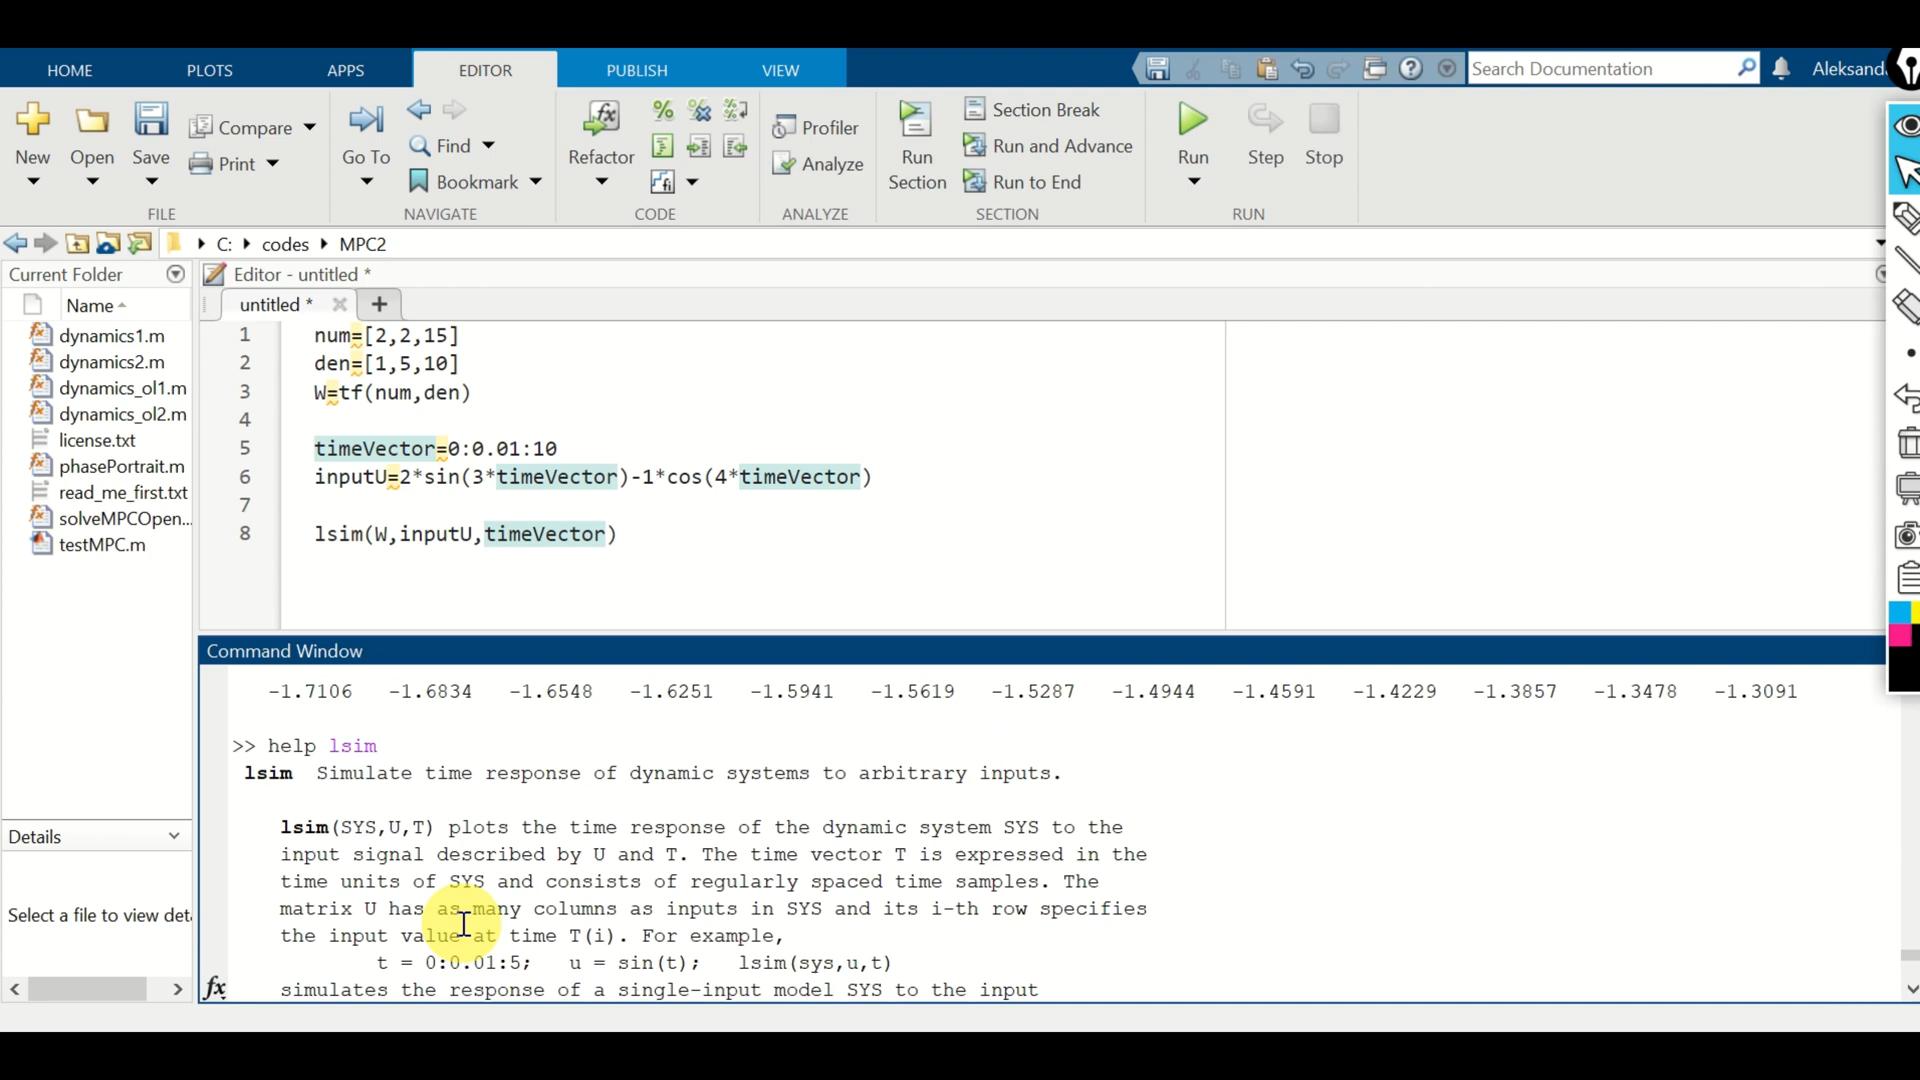 HOME PLOTS APPS EDITOR PUBLISH VIEW Search Documentation
New Open Save Compare Print
FILE
Go To Find Bookmark
NAVIGATE
Refactor
CODE
Profiler
Analyze
ANALYZE
Run Section
Section Break
Run and Advance
Run to End
SECTION
Run Step Stop
RUN
C: codes MPC2
Current Folder
Name
dynamics1.m
dynamics2.m
dynamics_ol1.m
dynamics_ol2.m
license.txt
phasePortrait.m
read_me_first.txt
solveMPCOpen...
testMPC.m
Details
Select a file to view det
Editor - untitled *
untitled *
1 num=[2,2,15]
2 den=[1,5,10]
3 W=tf(num,den)
4
5 timeVector=0:0.01:10
6 inputU=2*sin(3*timeVector)-1*cos(4*timeVector)
7
8 lsim(W,inputU,timeVector)
Command Window
-1.7106 -1.6834 -1.6548 -1.6251 -1.5941 -1.5619 -1.5287 -1.4944 -1.4591 -1.4229 -1.3857 -1.3478 -1.3091
>> help lsim
lsim Simulate time response of dynamic systems to arbitrary inputs.
lsim(SYS,U,T) plots the time response of the dynamic system SYS to the
input signal described by U and T. The time vector T is expressed in the
time units of SYS and consists of regularly spaced time samples. The
matrix U has as many columns as inputs in SYS and its i-th row specifies
the input value at time T(i). For example,
t = 0:0.01:5; u = sin(t); lsim(sys,u,t)
fx simulates the response of a single-input model SYS to the input